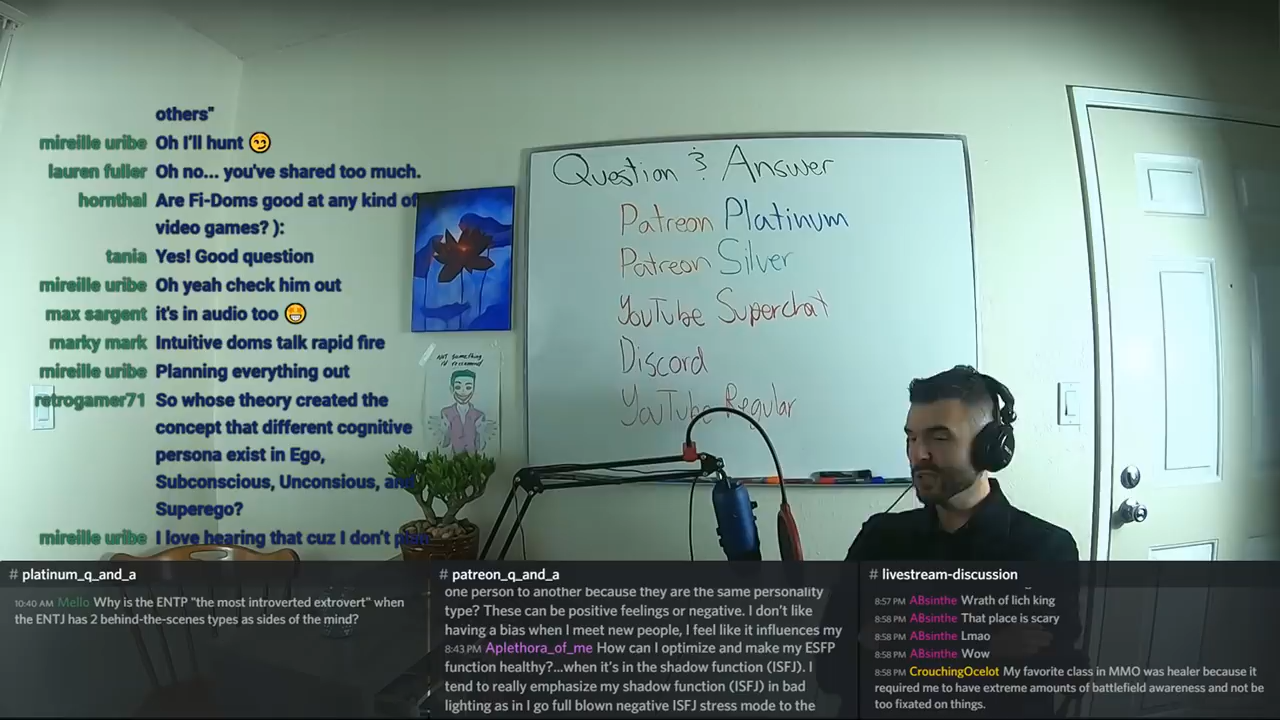 others"
mireille uribe Oh I'll hunt 😏
lauren fuller Oh no... you've shared too much.
hornthal Are Fi-Doms good at any kind of
video games? ):
tania Yes! Good question
mireille uribe Oh yeah check him out
max sargent it's in audio too 😁
marky mark Intuitive doms talk rapid fire
mireille uribe Planning everything out
retrogamer71 So whose theory created the
concept that different cognitive
persona exist in Ego,
Subconscious, Unconsious, and
Superego?
mireille uribe I love hearing that cuz I don't plan
Question & Answer
Patreon Platinum
Patreon Silver
YouTube Superchat
Discord
YouTube Regular
# platinum_q_and_a
10:40 AM Mello Why is the ENTP "the most introverted extrovert" when
the ENTJ has 2 behind-the-scenes types as sides of the mind?
# patreon_q_and_a
one person to another because they are the same personality
type? These can be positive feelings or negative. I don't like
having a bias when I meet new people, I feel like it influences my
8:43 PM Aplethora_of_me How can I optimize and make my ESFP
function healthy?...when it's in the shadow function (ISFJ). I
tend to really emphasize my shadow function (ISFJ) in bad
lighting as in I go full blown negative ISFJ stress mode to the
# livestream-discussion
8:57 PM ABsinthe Wrath of lich king
8:58 PM ABsinthe That place is scary
8:58 PM ABsinthe Lmao
8:58 PM ABsinthe Wow
8:58 PM CrouchingOcelot My favorite class in MMO was healer because it
required me to have extreme amounts of battlefield awareness and not be
too fixated on things.